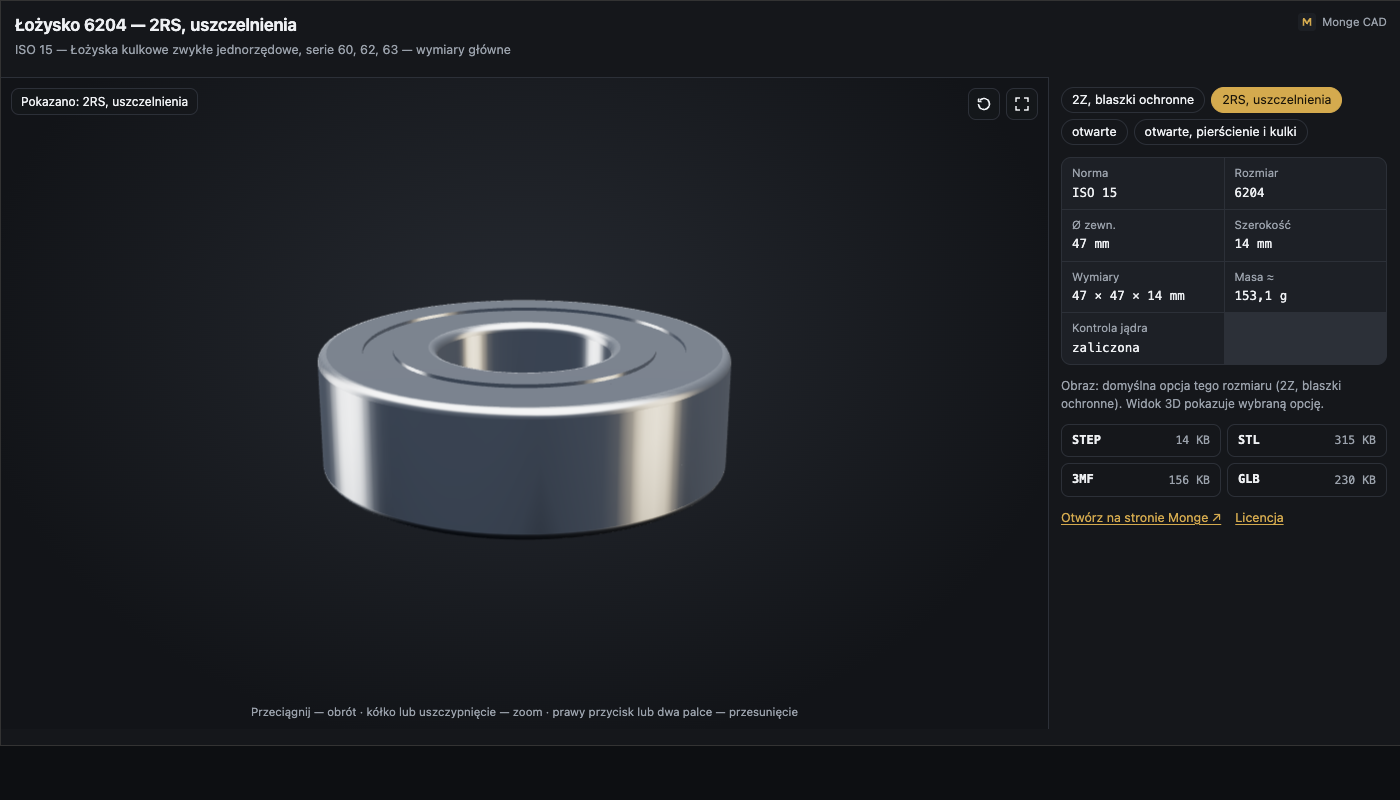 Łożysko 6204 — 2RS, uszczelnienia
M Monge CAD
ISO 15 — Łożyska kulkowe zwykłe jednorzędowe, serie 60, 62, 63 — wymiary główne
Pokazano: 2RS, uszczelnienia
Przeciągnij — obrót · kółko lub uszczypnięcie — zoom · prawy przycisk lub dwa palce — przesunięcie
2Z, blaszki ochronne
2RS, uszczelnienia
otwarte
otwarte, pierścienie i kulki
Norma
ISO 15
Rozmiar
6204
Ø zewn.
47 mm
Szerokość
14 mm
Wymiary
47 × 47 × 14 mm
Masa ≈
153,1 g
Kontrola jądra
zaliczona
Obraz: domyślna opcja tego rozmiaru (2Z, blaszki
ochronne). Widok 3D pokazuje wybraną opcję.
STEP 14 KB
STL 315 KB
3MF 156 KB
GLB 230 KB
Otwórz na stronie Monge ↗
Licencja